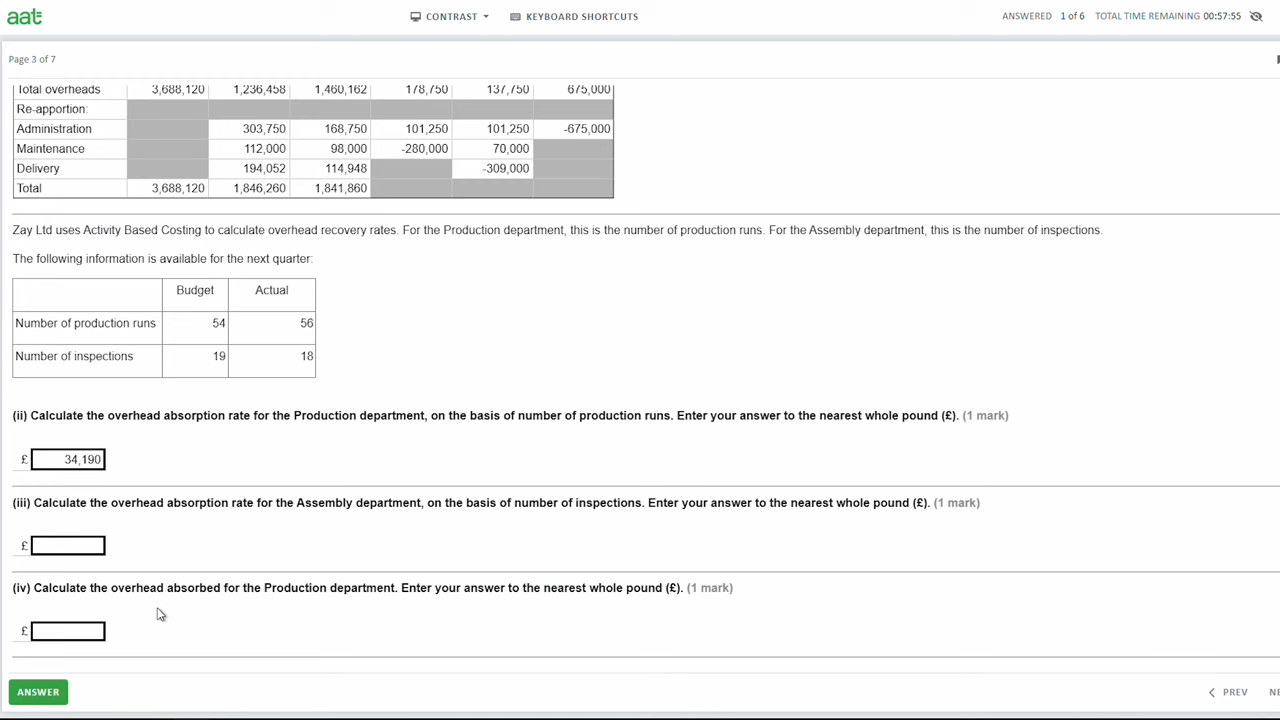 aat
CONTRAST KEYBOARD SHORTCUTS ANSWERED 1 of 6 TOTAL TIME REMAINING 00:57:55
Page 3 of 7
Total overheads 3,688,120 1,236,458 1,460,162 178,750 137,750 675,000
Re-apportion:
Administration 303,750 168,750 101,250 101,250 -675,000
Maintenance 112,000 98,000 -280,000 70,000
Delivery 194,052 114,948 -309,000
Total 3,688,120 1,846,260 1,841,860
Zay Ltd uses Activity Based Costing to calculate overhead recovery rates. For the Production department, this is the number of production runs. For the Assembly department, this is the number of inspections.
The following information is available for the next quarter:
Budget Actual
Number of production runs 54 56
Number of inspections 19 18
(ii) Calculate the overhead absorption rate for the Production department, on the basis of number of production runs. Enter your answer to the nearest whole pound (£). (1 mark)
£ 34,190
(iii) Calculate the overhead absorption rate for the Assembly department, on the basis of number of inspections. Enter your answer to the nearest whole pound (£). (1 mark)
£
(iv) Calculate the overhead absorbed for the Production department. Enter your answer to the nearest whole pound (£). (1 mark)
£
ANSWER PREV NE